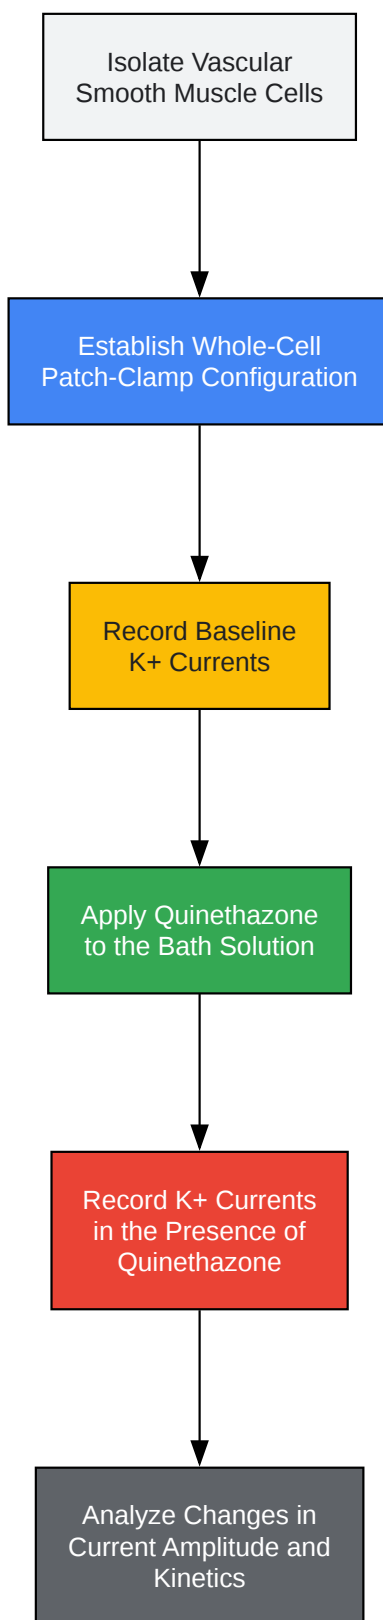 Isolate Vascular
Smooth Muscle Cells
Establish Whole-Cell
Patch-Clamp Configuration
Record Baseline
K+ Currents
Apply Quinethazone
to the Bath Solution
Record K+ Currents
in the Presence of
Quinethazone
Analyze Changes in
Current Amplitude and
Kinetics